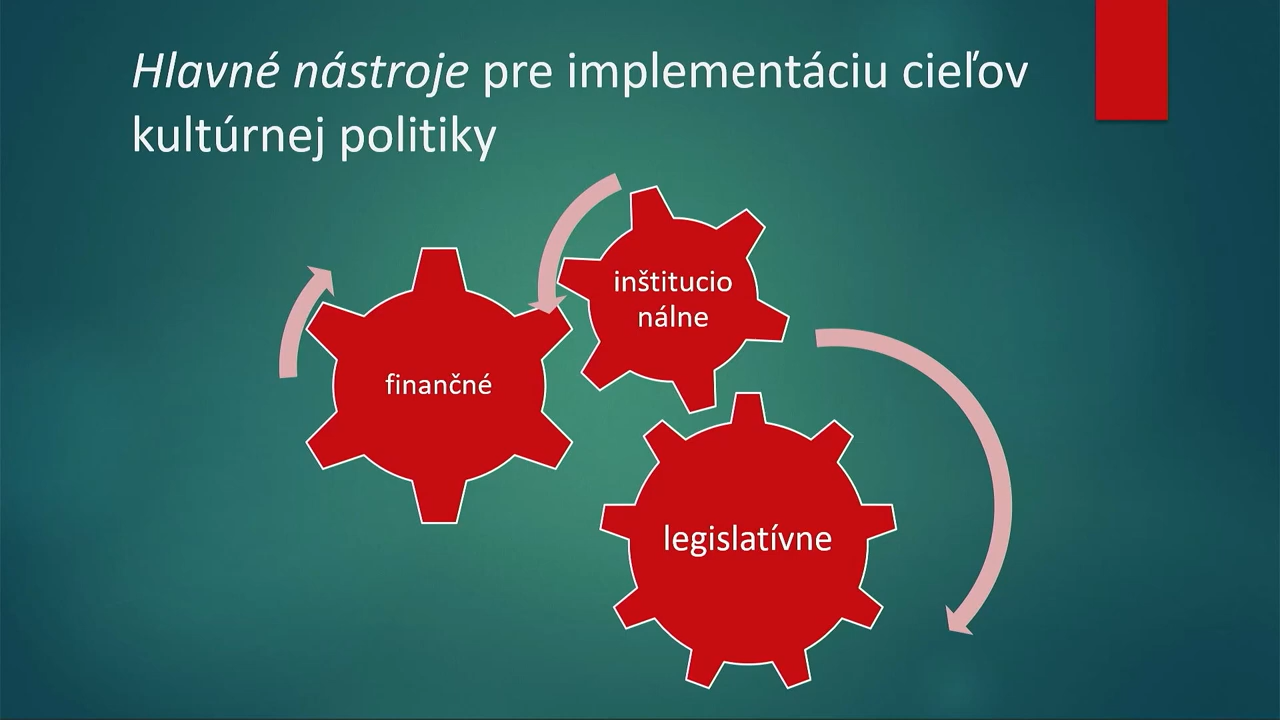 Hlavné nástroje pre implementáciu cieľov
kultúrnej politiky
inštitucio
nálne
finančné
legislatívne